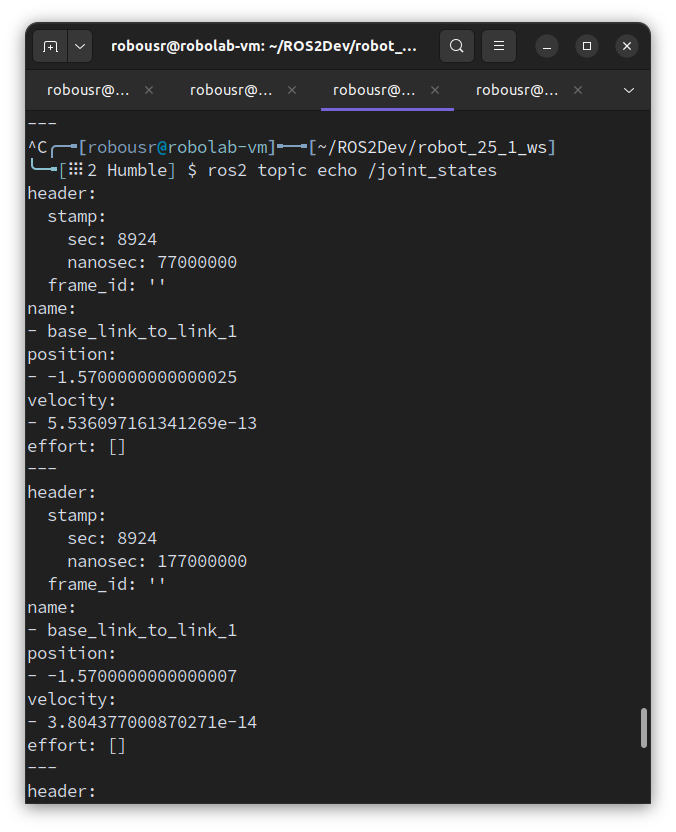 robousr@robolab-vm: ~/ROS2Dev/robot_...
robousr@... × robousr@... × robousr@... × robousr@... ×
---
^C╭─╼[robousr@robolab-vm]╾─╼[~/ROS2Dev/robot_25_1_ws]
╰─╼[⠿2 Humble] $ ros2 topic echo /joint_states
header:
  stamp:
    sec: 8924
    nanosec: 77000000
  frame_id: ''
name:
- base_link_to_link_1
position:
- -1.5700000000000025
velocity:
- 5.536097161341269e-13
effort: []
---
header:
  stamp:
    sec: 8924
    nanosec: 177000000
  frame_id: ''
name:
- base_link_to_link_1
position:
- -1.5700000000000007
velocity:
- 3.804377000870271e-14
effort: []
---
header: